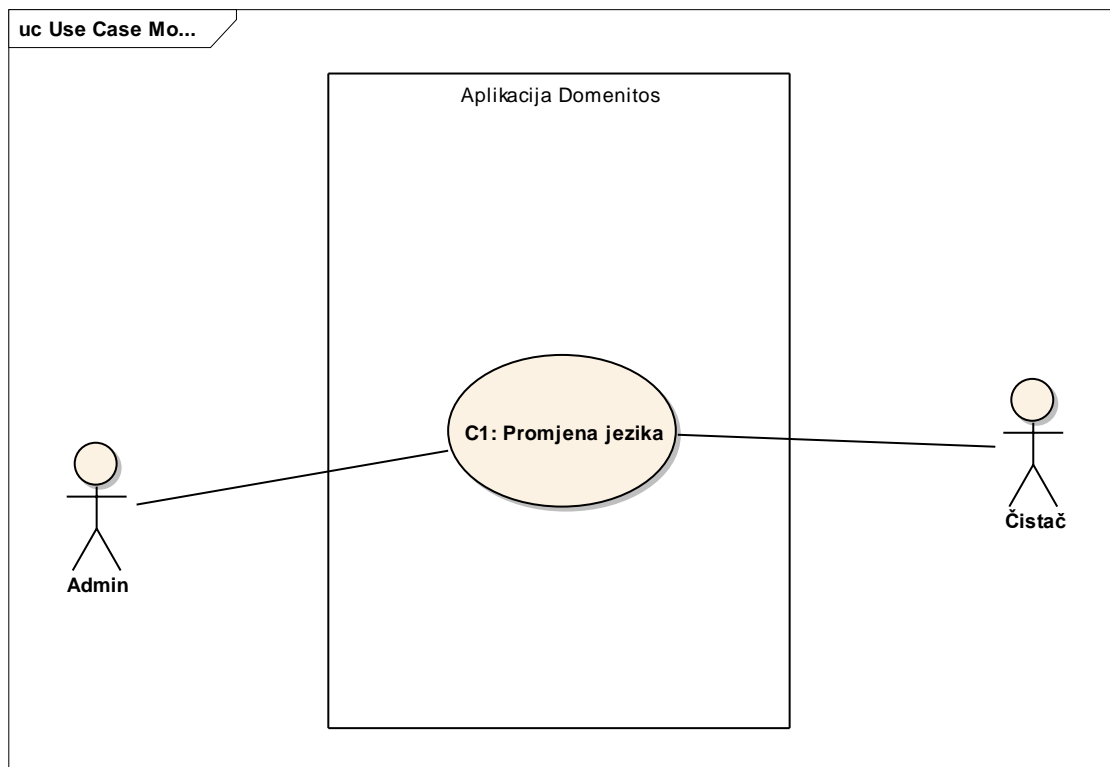 uc Use Case Mo...
Aplikacija Domenitos
C1: Promjena jezika
Admin
Čistač